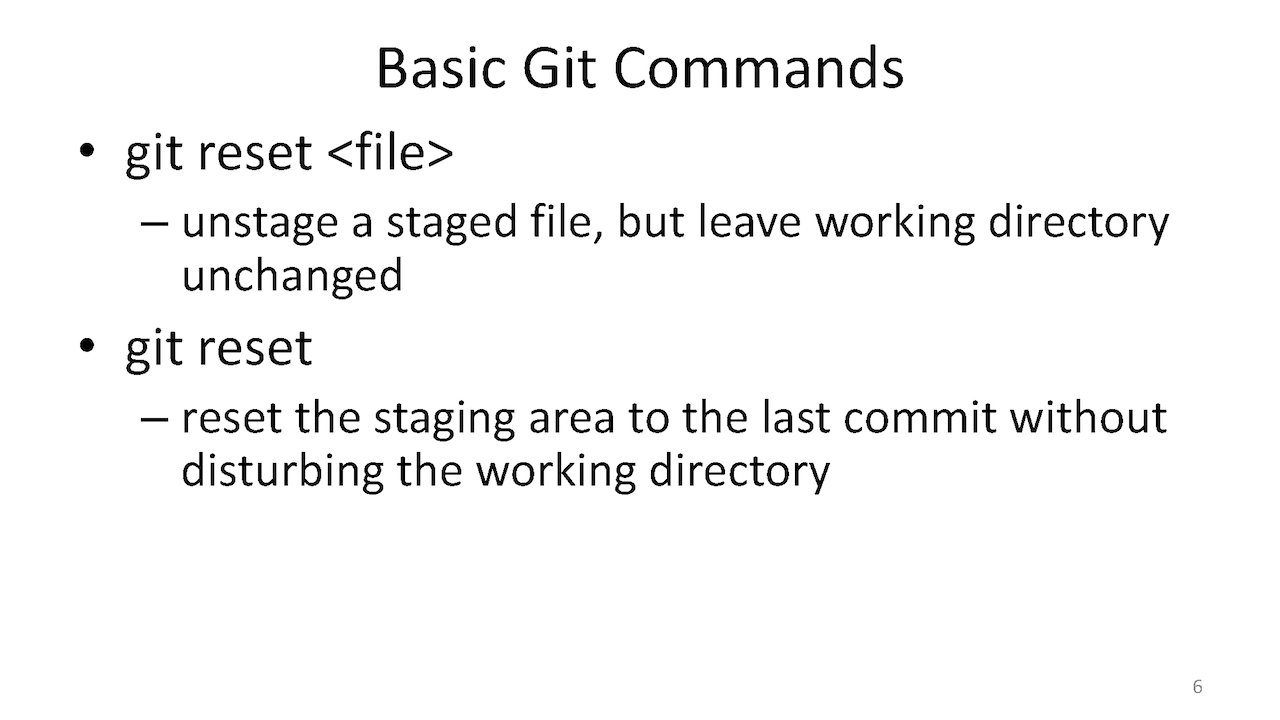 Basic Git Commands
• git reset <file>
– unstage a staged file, but leave working directory
unchanged
• git reset
– reset the staging area to the last commit without
disturbing the working directory
6